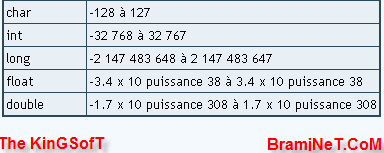 char -128 à 127
int -32 768 à 32 767
long -2 147 483 648 à 2 147 483 647
float -3.4 x 10 puissance 38 à 3.4 x 10 puissance 38
double -1.7 x 10 puissance 308 à 1.7 x 10 puissance 308
The KinGSofT BramiNeT.CoM